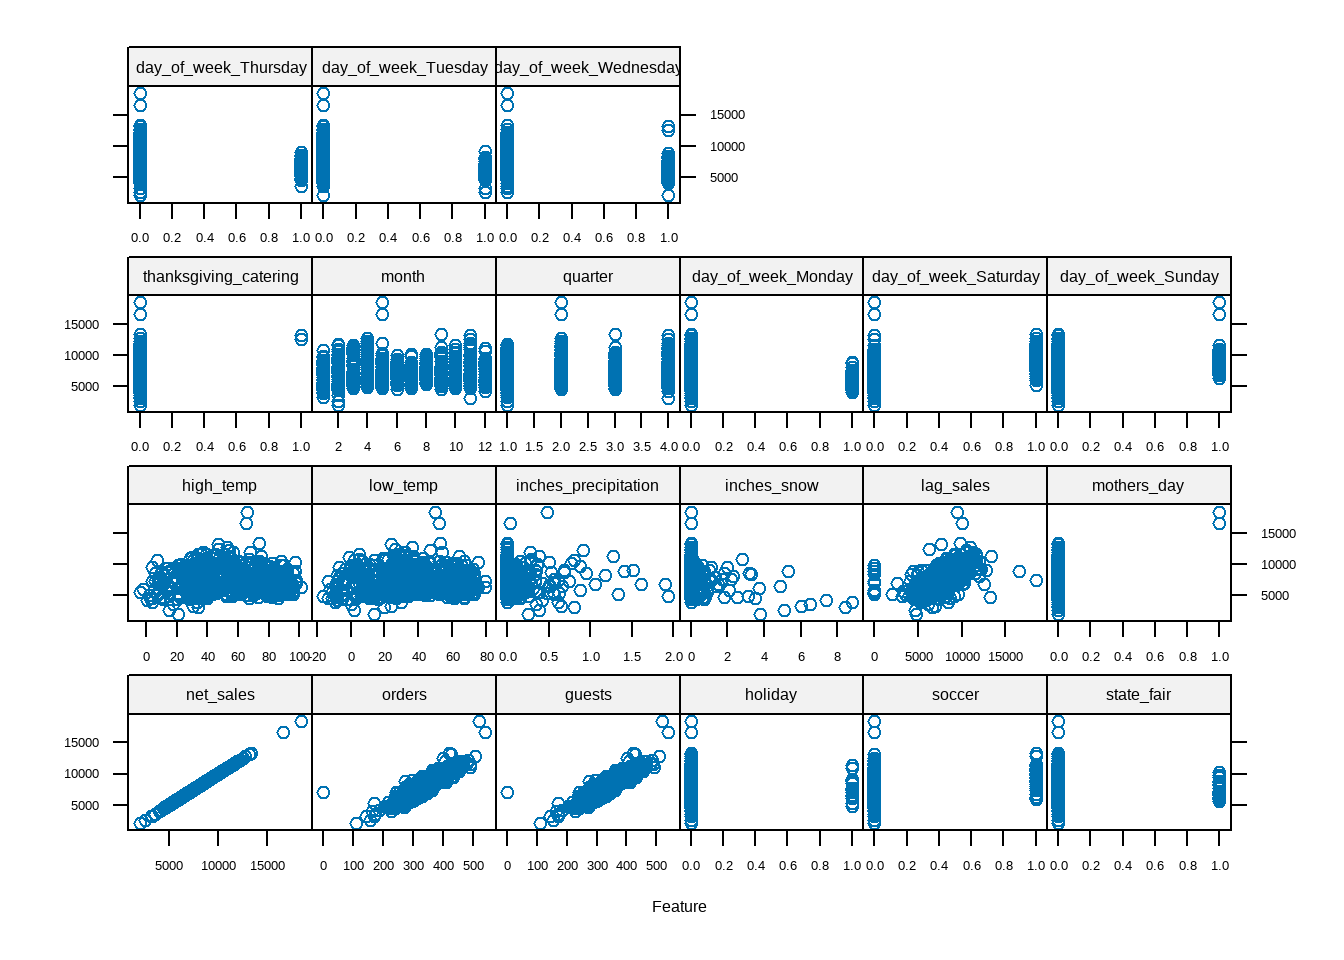 day_of_week_Thursday day_of_week_Tuesday day_of_week_Wednesday
15000
10000
5000
0.0 0.2 0.4 0.6 0.8 1.0 0.0 0.2 0.4 0.6 0.8 1.0 0.0 0.2 0.4 0.6 0.8 1.0
thanksgiving_catering month quarter day_of_week_Monday day_of_week_Saturday day_of_week_Sunday
15000
10000
5000
0.0 0.2 0.4 0.6 0.8 1.0 2 4 6 8 10 12 1.0 1.5 2.0 2.5 3.0 3.5 4.0 0.0 0.2 0.4 0.6 0.8 1.0 0.0 0.2 0.4 0.6 0.8 1.0 0.0 0.2 0.4 0.6 0.8 1.0
high_temp low_temp inches_precipitation inches_snow lag_sales mothers_day
15000
10000
5000
0 20 40 60 80 100 -20 0 20 40 60 80 0.0 0.5 1.0 1.5 2.0 0 2 4 6 8 0 5000 10000 15000 0.0 0.2 0.4 0.6 0.8 1.0
net_sales orders guests holiday soccer state_fair
15000
10000
5000
5000 10000 15000 0 100 200 300 400 500 0 100 200 300 400 500 0.0 0.2 0.4 0.6 0.8 1.0 0.0 0.2 0.4 0.6 0.8 1.0 0.0 0.2 0.4 0.6 0.8 1.0
Feature